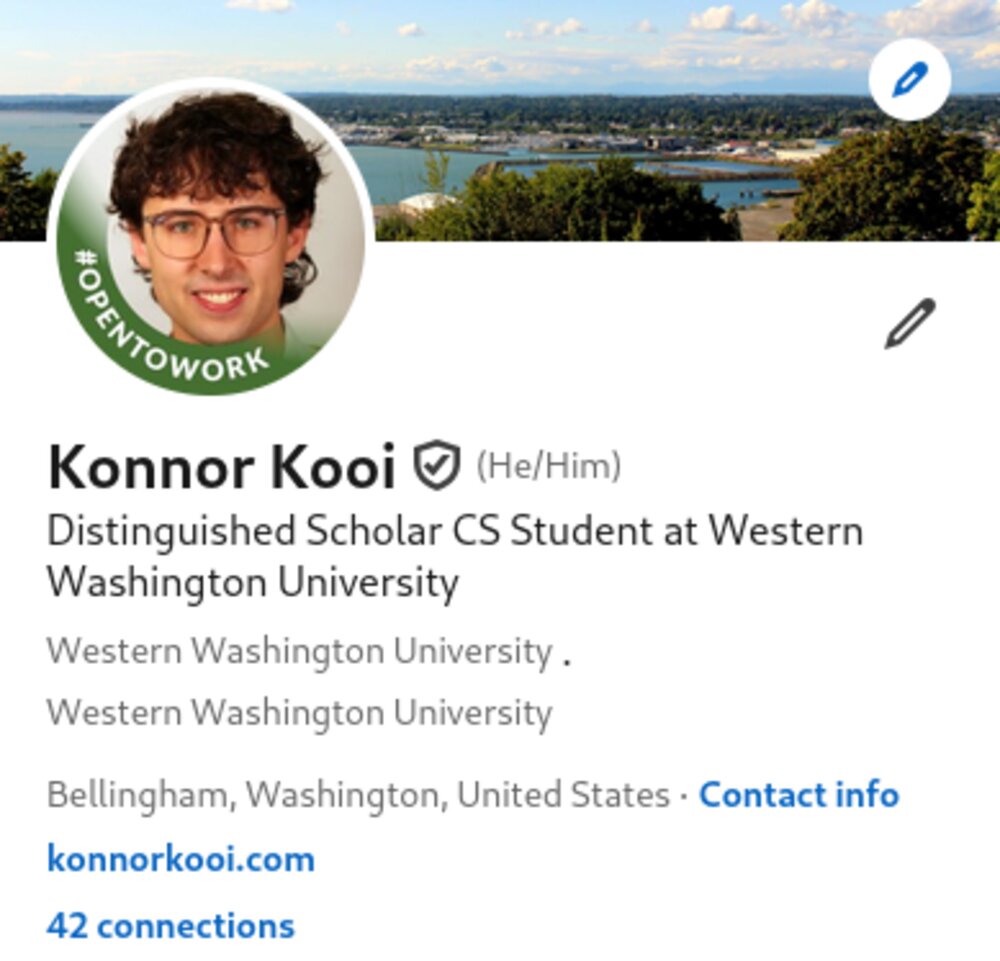 #OPENTOWORK
Konnor Kooi (He/Him)
Distinguished Scholar CS Student at Western
Washington University
Western Washington University .
Western Washington University
Bellingham, Washington, United States · Contact info
konnorkooi.com
42 connections